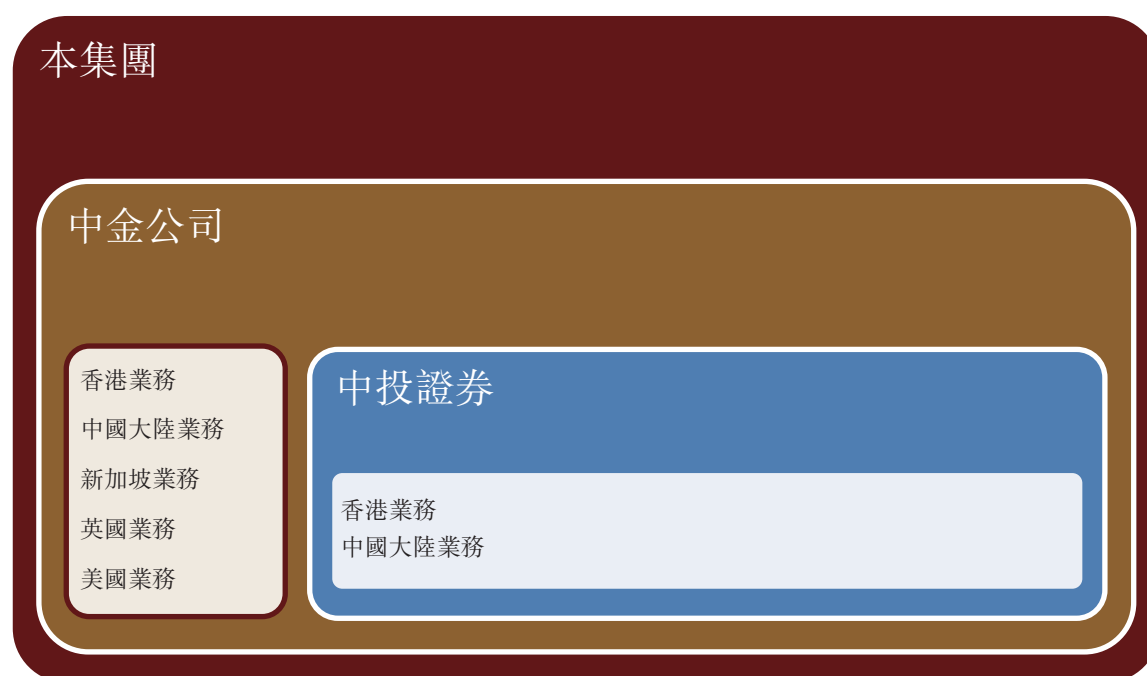 本集團
中金公司
香港業務
中國大陸業務
新加坡業務
英國業務
美國業務
中投證券
香港業務
中國大陸業務